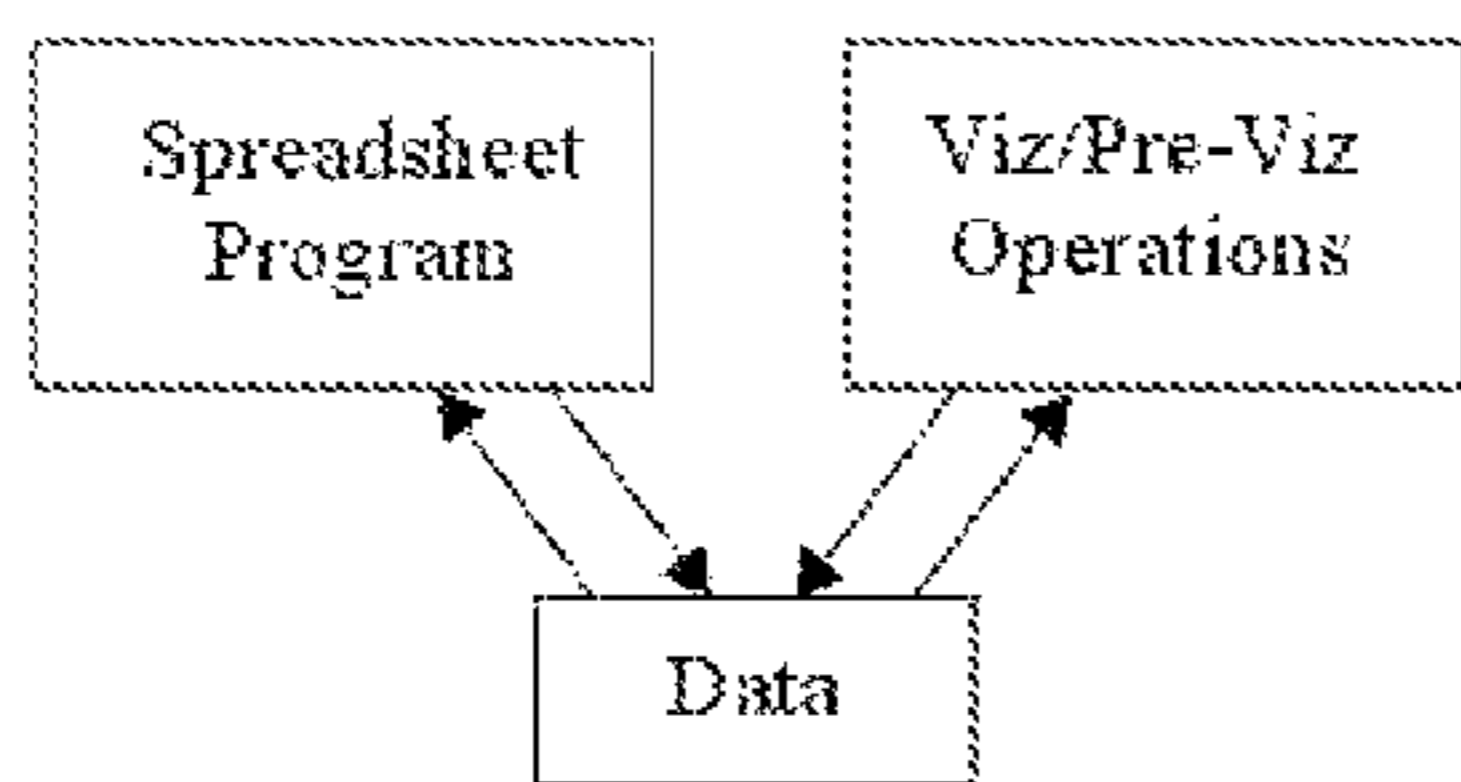 Spreadsheet
Program
Viz/Pre-Viz
Operations
Data